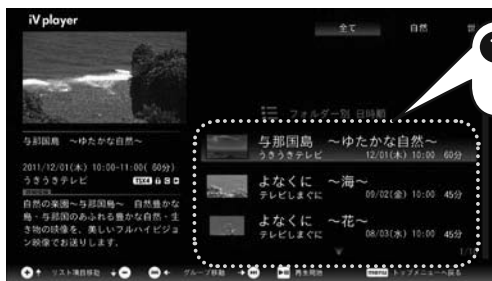 iV player
全て
自然
フォルダー別 日時順
与那国島 ～ゆたかな自然～
2011/12/01(木) 10:00-11:00( 60分)
うきうきテレビ
自然の楽園～与那国島～ 自然豊かな
島・与那国のあふれる豊かな自然・生
き物の映像を、美しいフルハイビジョ
ン映像でお送りします。
与那国島 ～ゆたかな自然～
うきうきテレビ 12/01(木) 10:00 60分
よなくに ～海～
テレビしまぐに 09/02(金) 10:00 45分
よなくに ～花～
テレビしまぐに 08/03(水) 10:00 45分
リスト項目移動 グループ移動 再生開始 menu トップメニューへ戻る